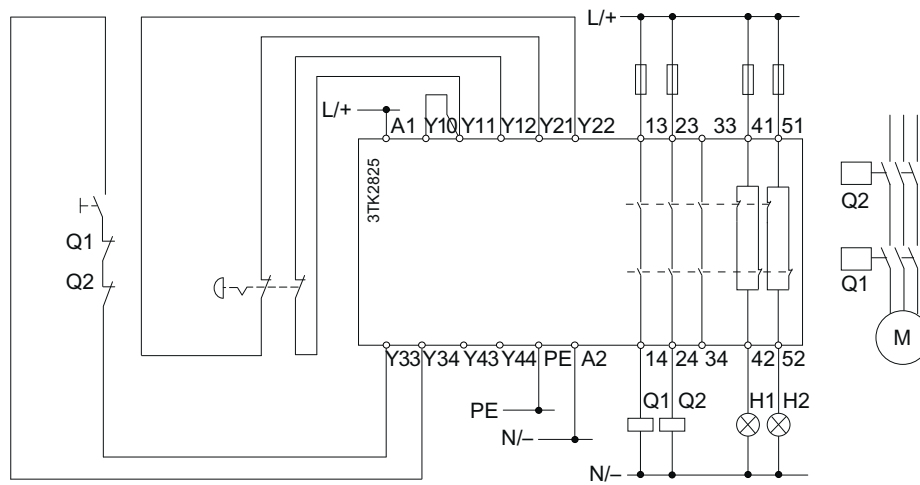 L/+
L/+
A1 Y10 Y11 Y12 Y21 Y22 13 23 33 41 51
3TK2825
Q2
Q1
Q1
Q2
M
Y33 Y34 Y43 Y44 PE A2 14 24 34 42 52
Q1 Q2 H1 H2
PE
N/–
N/–